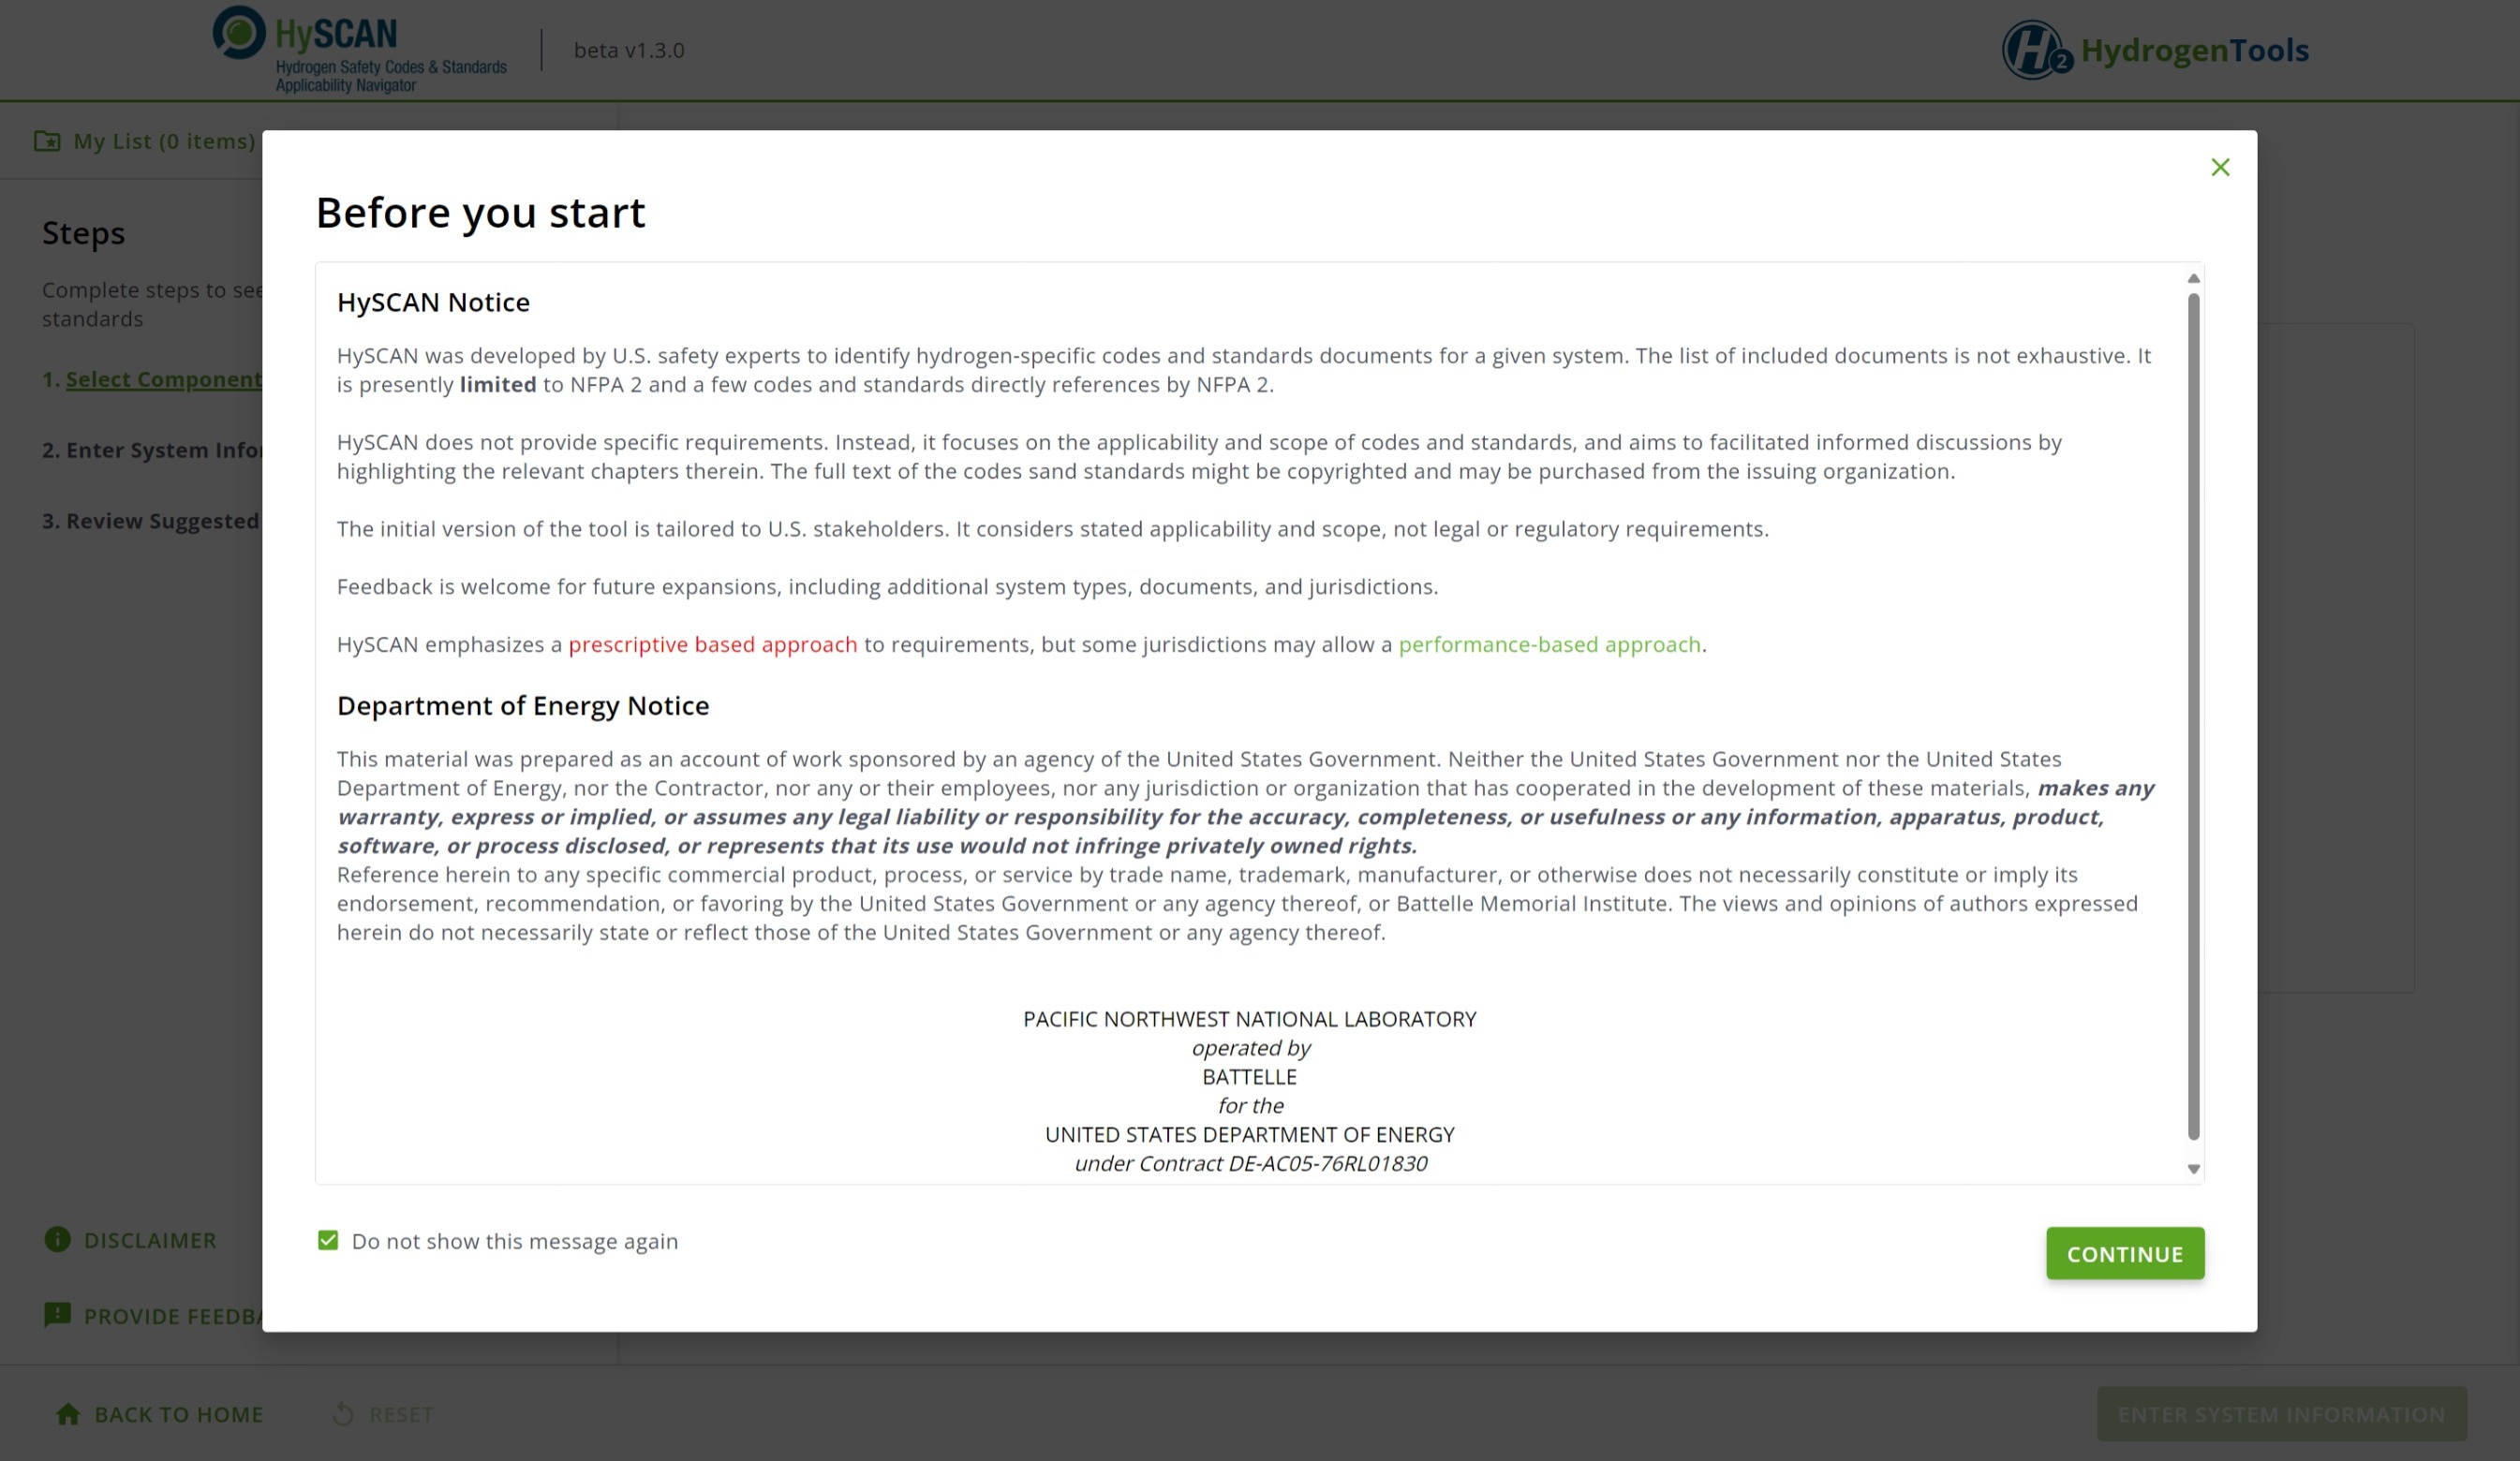 HySCAN
Hydrogen Safety Codes & Standards
Applicability Navigator
beta v1.3.0
H2 HydrogenTools
My List (0 items)
Steps
Complete steps to see
standards
1. Select Component
2. Enter System Infor
3. Review Suggested
Before you start
HySCAN Notice
HySCAN was developed by U.S. safety experts to identify hydrogen-specific codes and standards documents for a given system. The list of included documents is not exhaustive. It
is presently limited to NFPA 2 and a few codes and standards directly references by NFPA 2.
HySCAN does not provide specific requirements. Instead, it focuses on the applicability and scope of codes and standards, and aims to facilitated informed discussions by
highlighting the relevant chapters therein. The full text of the codes sand standards might be copyrighted and may be purchased from the issuing organization.
The initial version of the tool is tailored to U.S. stakeholders. It considers stated applicability and scope, not legal or regulatory requirements.
Feedback is welcome for future expansions, including additional system types, documents, and jurisdictions.
HySCAN emphasizes a prescriptive based approach to requirements, but some jurisdictions may allow a performance-based approach.
Department of Energy Notice
This material was prepared as an account of work sponsored by an agency of the United States Government. Neither the United States Government nor the United States
Department of Energy, nor the Contractor, nor any or their employees, nor any jurisdiction or organization that has cooperated in the development of these materials, makes any
warranty, express or implied, or assumes any legal liability or responsibility for the accuracy, completeness, or usefulness or any information, apparatus, product,
software, or process disclosed, or represents that its use would not infringe privately owned rights.
Reference herein to any specific commercial product, process, or service by trade name, trademark, manufacturer, or otherwise does not necessarily constitute or imply its
endorsement, recommendation, or favoring by the United States Government or any agency thereof, or Battelle Memorial Institute. The views and opinions of authors expressed
herein do not necessarily state or reflect those of the United States Government or any agency thereof.
PACIFIC NORTHWEST NATIONAL LABORATORY
operated by
BATTELLE
for the
UNITED STATES DEPARTMENT OF ENERGY
under Contract DE-AC05-76RL01830
Do not show this message again
CONTINUE
DISCLAIMER
PROVIDE FEEDBA
BACK TO HOME
RESET
ENTER SYSTEM INFORMATION